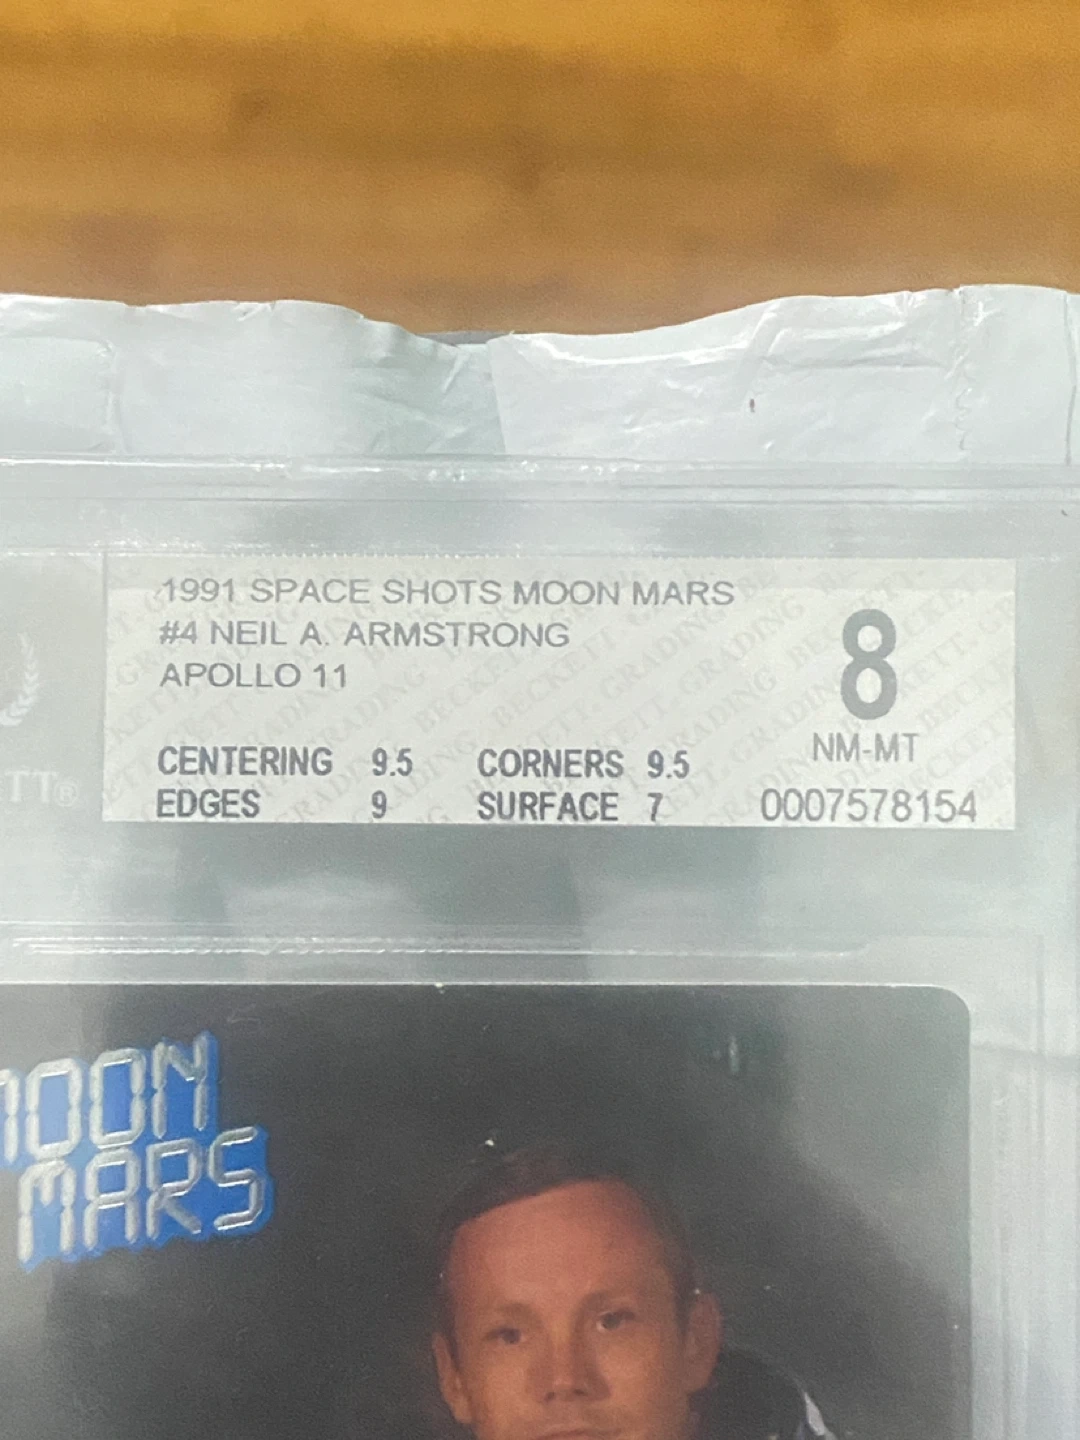 1991 SPACE SHOTS MOON MARS
#4 NEIL A. ARMSTRONG
APOLLO 11
8
NM-MT
CENTERING 9.5 CORNERS 9.5
EDGES 9 SURFACE 7
0007578154
MOON
MARS